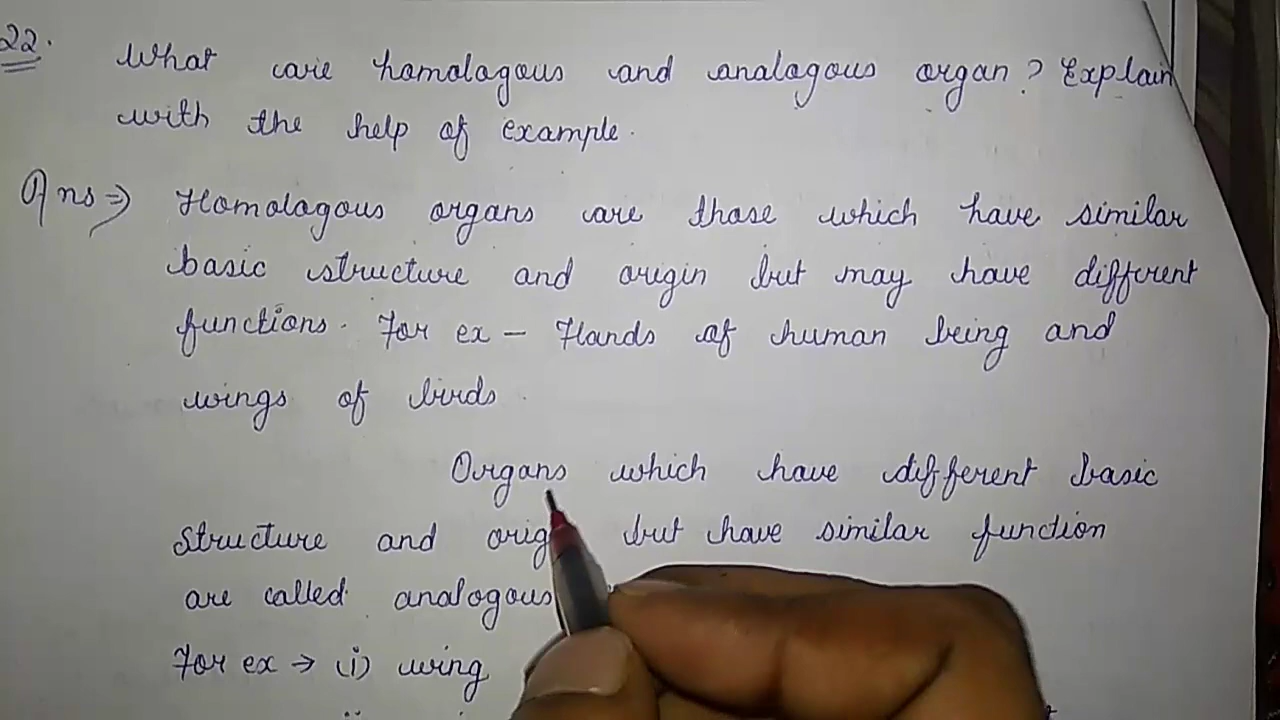 22. What are homologous and analogous organ? Explain
with the help of example.
Ans⇒ Homologous organs are those which have similar
basic structure and origin but may have different
functions. For ex - Hands of human being and
wings of birds.
Organs which have different basic
structure and but have similar function
are called analogous
For ex → (i) wing